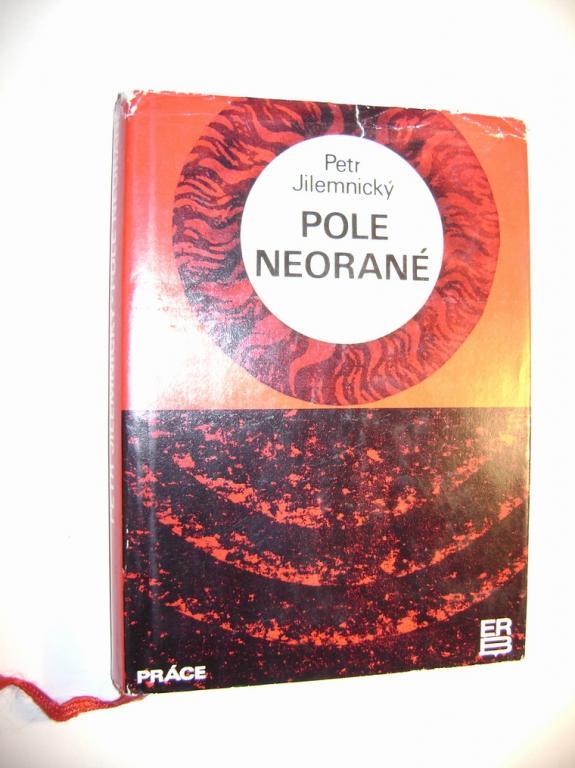 Petr
Jilemnický
POLE
NEORANÉ
PRÁCE
ER
B